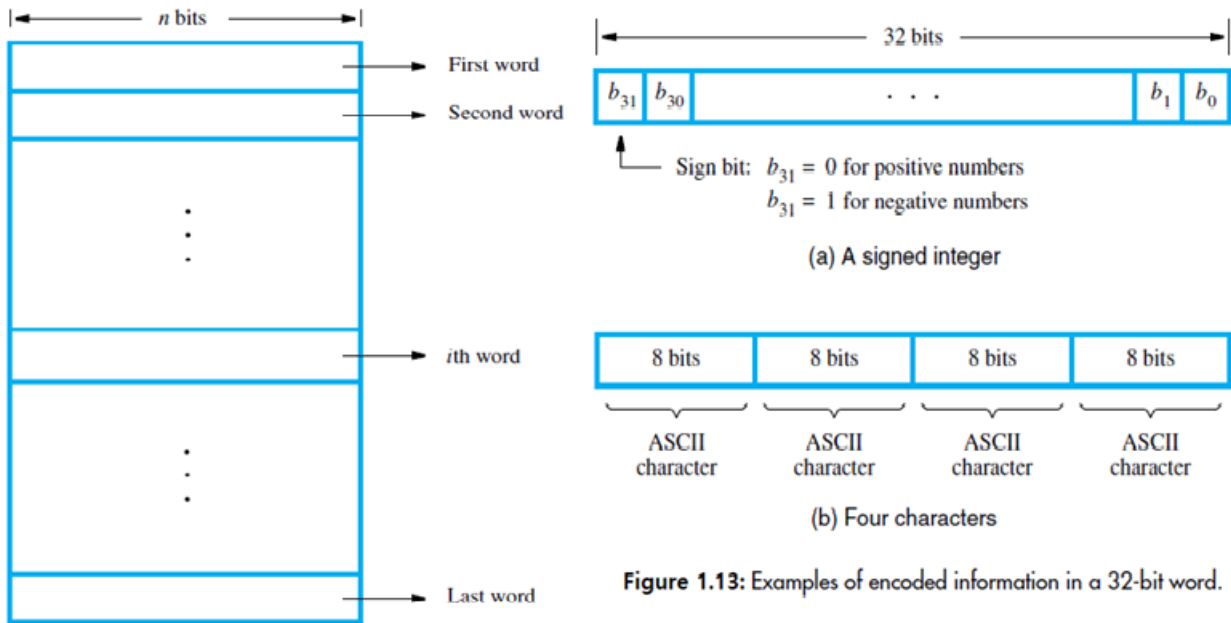 n bits
First word
Second word
ith word
Last word
32 bits
b31 b30 . . . b1 b0
Sign bit: b31 = 0 for positive numbers
b31 = 1 for negative numbers
(a) A signed integer
8 bits 8 bits 8 bits 8 bits
ASCII ASCII ASCII ASCII
character character character character
(b) Four characters
Figure 1.13: Examples of encoded information in a 32-bit word.